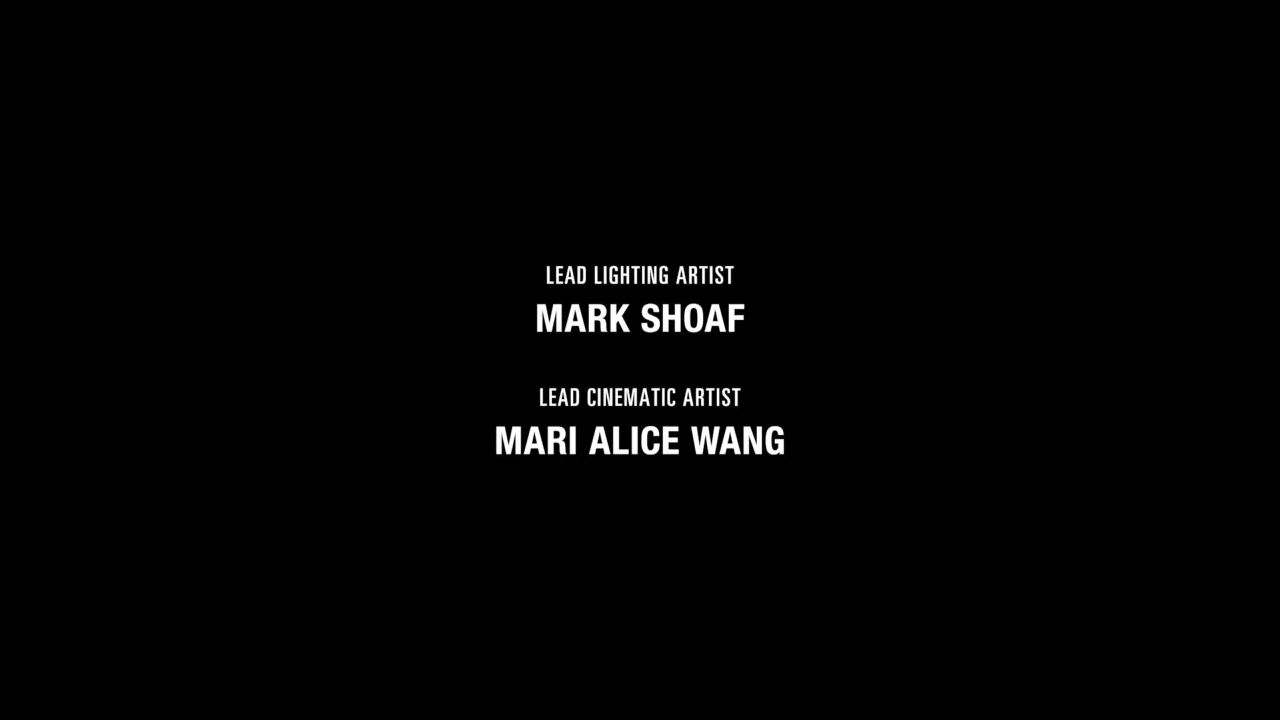 LEAD LIGHTING ARTIST
MARK SHOAF
LEAD CINEMATIC ARTIST
MARI ALICE WANG